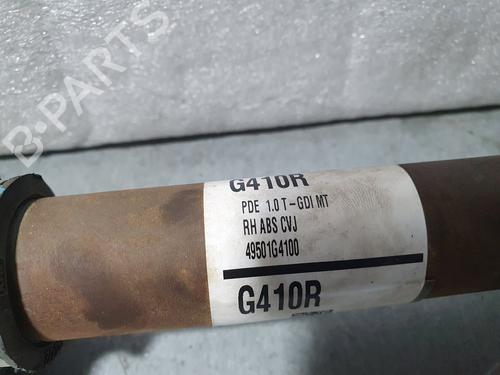 B-PARTS
G410R
PDE 1.0 T-GDI MT
RH ABS CVJ
49501G4100
G410R